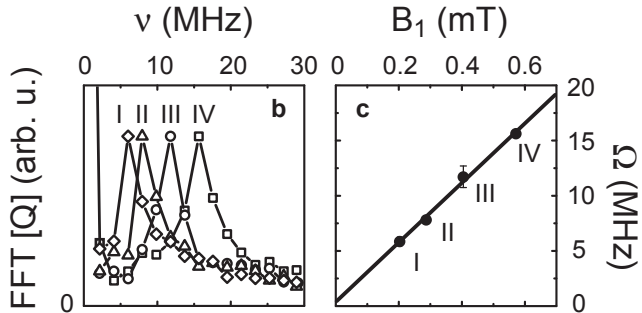 ν (MHz)
0 10 20 30
FFT [Q] (arb. u.)
0
I II III IV
b
B1 (mT)
0 0.2 0.4 0.6
c
I
II
III
IV
20
15
10
5
0
Ω (MHz)